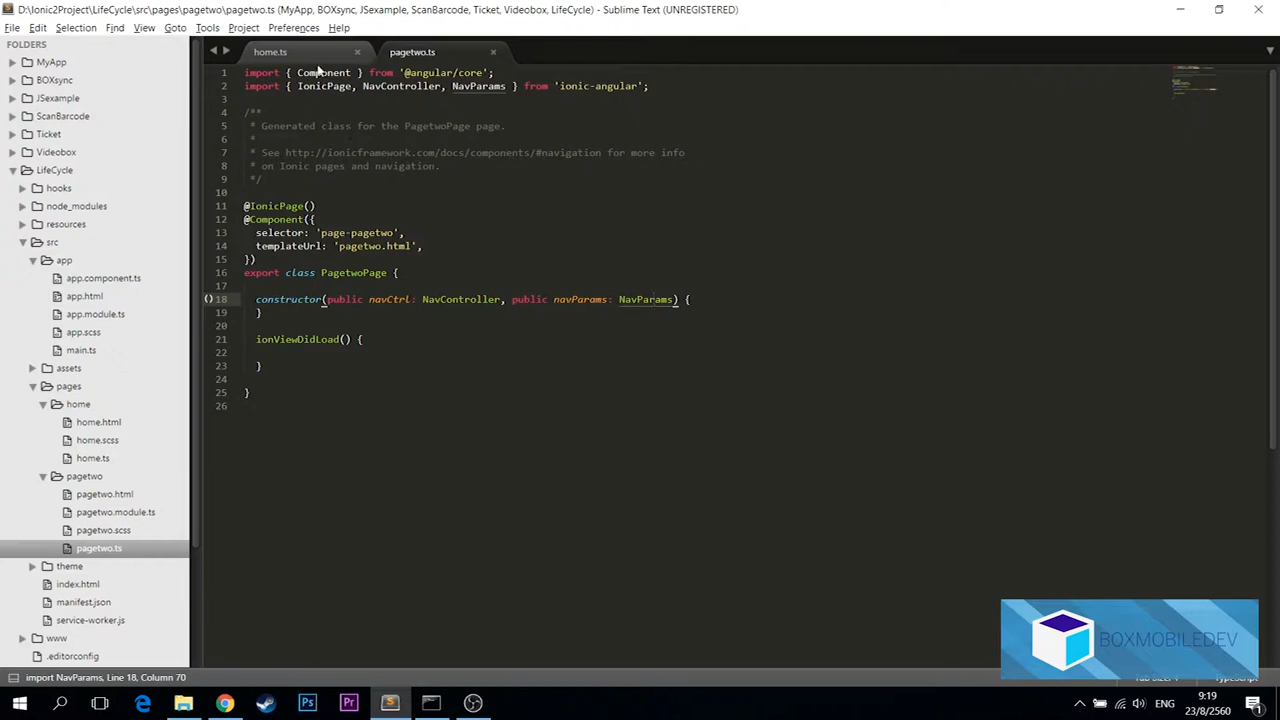 D:\Ionic2Project\LifeCycle\src\pages\pagetwo\pagetwo.ts (MyApp, BOXsync, JSexample, ScanBarcode, Ticket, Videobox, LifeCycle) - Sublime Text (UNREGISTERED)
File Edit Selection Find View Goto Tools Project Preferences Help
FOLDERS
MyApp
BOXsync
JSexample
ScanBarcode
Ticket
Videobox
LifeCycle
hooks
node_modules
resources
src
app
app.component.ts
app.html
app.module.ts
app.scss
main.ts
assets
pages
home
home.html
home.scss
home.ts
pagetwo
pagetwo.html
pagetwo.module.ts
pagetwo.scss
pagetwo.ts
theme
index.html
manifest.json
service-worker.js
www
.editorconfig
home.ts
pagetwo.ts
1 import { Component } from '@angular/core';
2 import { IonicPage, NavController, NavParams } from 'ionic-angular';
3
4 /**
5 * Generated class for the PagetwoPage page.
6 *
7 * See http://ionicframework.com/docs/components/#navigation for more info
8 * on Ionic pages and navigation.
9 */
10
11 @IonicPage()
12 @Component({
13 selector: 'page-pagetwo',
14 templateUrl: 'pagetwo.html',
15 })
16 export class PagetwoPage {
17
18 constructor(public navCtrl: NavController, public navParams: NavParams) {
19 }
20
21 ionViewDidLoad() {
22
23 }
24
25 }
26
BOXMOBILEDEV
import NavParams, Line 18, Column 70
ENG
9:19
23/8/2560